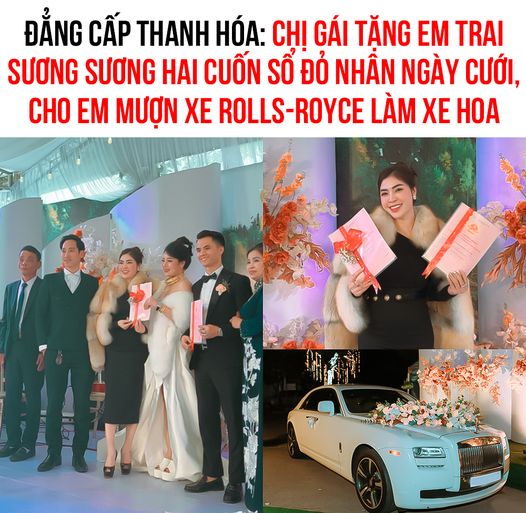 ĐẲNG CẤP THANH HÓA: CHỊ GÁI TẶNG EM TRAI
SƯƠNG SƯƠNG HAI CUỐN SỔ ĐỎ NHÂN NGÀY CƯỚI,
CHO EM MƯỢN XE ROLLS-ROYCE LÀM XE HOA